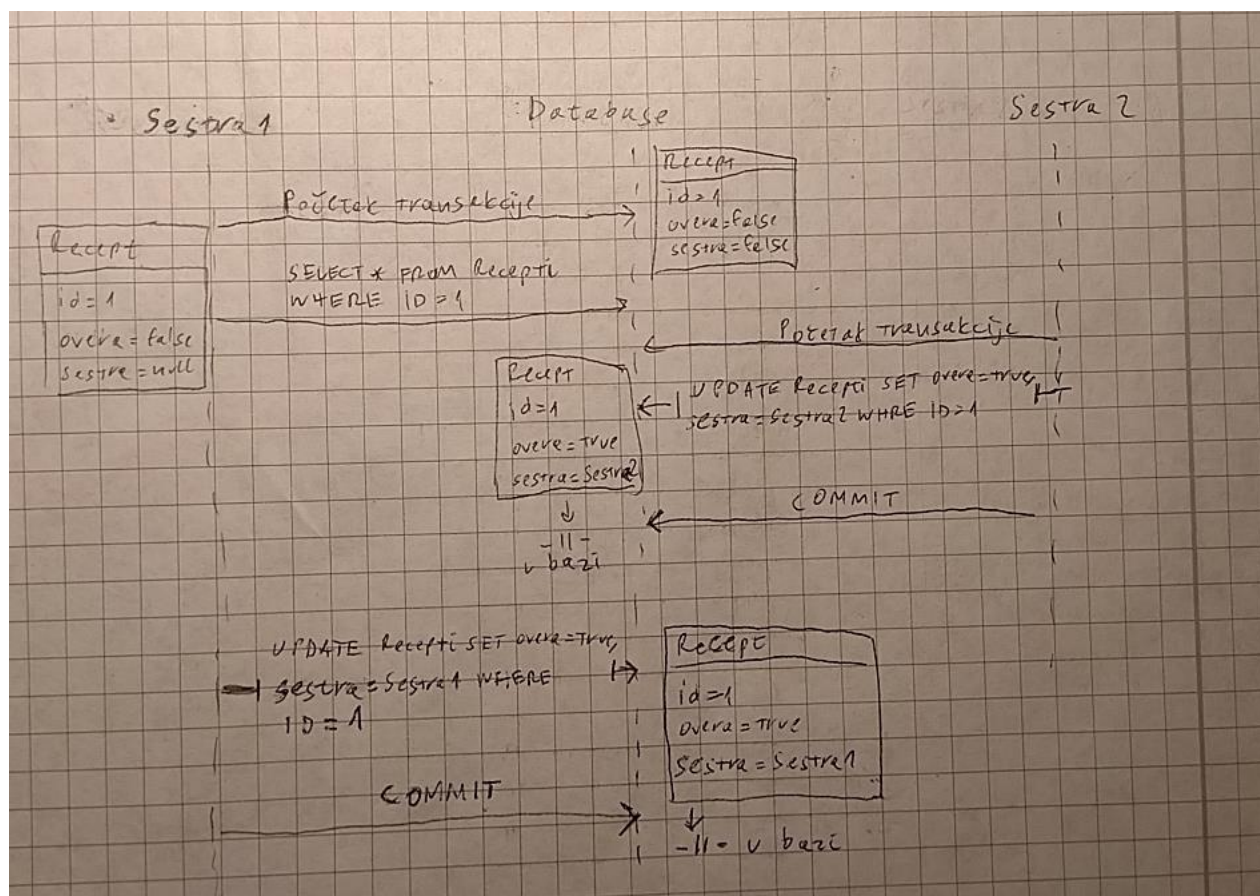 Sestra 1
:Database
Sestra 2
Recept
id=1
overa=false
sestra=false
Početak transakcije
Recept
id=1
overa=false
sestra=null
SELECT * FROM Recepti
WHERE ID=1
Početak transakcije
Recept
id=1
overa=true
sestra=Sestra2
UPDATE Recepti SET overa=true,
sestra=Sestra2 WHRE ID=1
COMMIT
-11-
u bazi
UPDATE Recepti SET overa=true,
sestra=Sestra1 WHERE
ID=1
Recept
id=1
overa=true
sestra=Sestra1
COMMIT
-11- u bazi